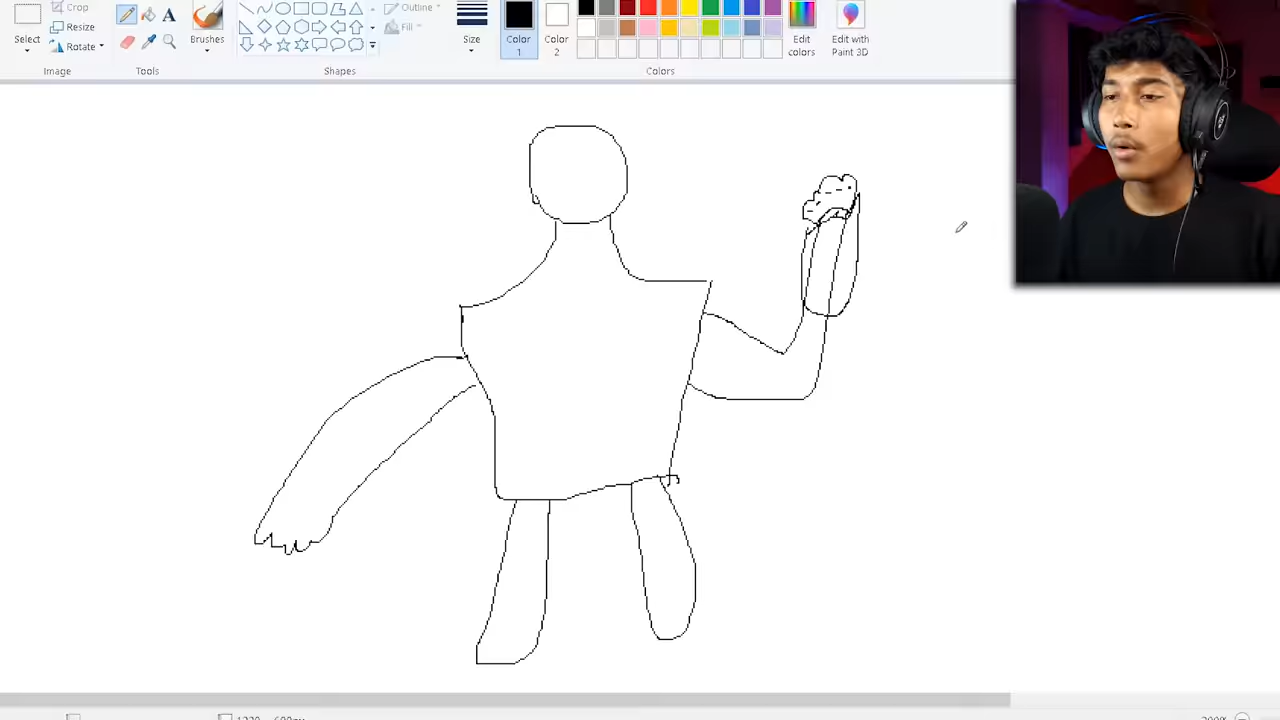 Crop
Resize
Rotate
Select
Brushes
Outline
Fill
Size
Color
1
Color
2
Edit
colors
Edit with
Paint 3D
Image
Tools
Shapes
Colors
A